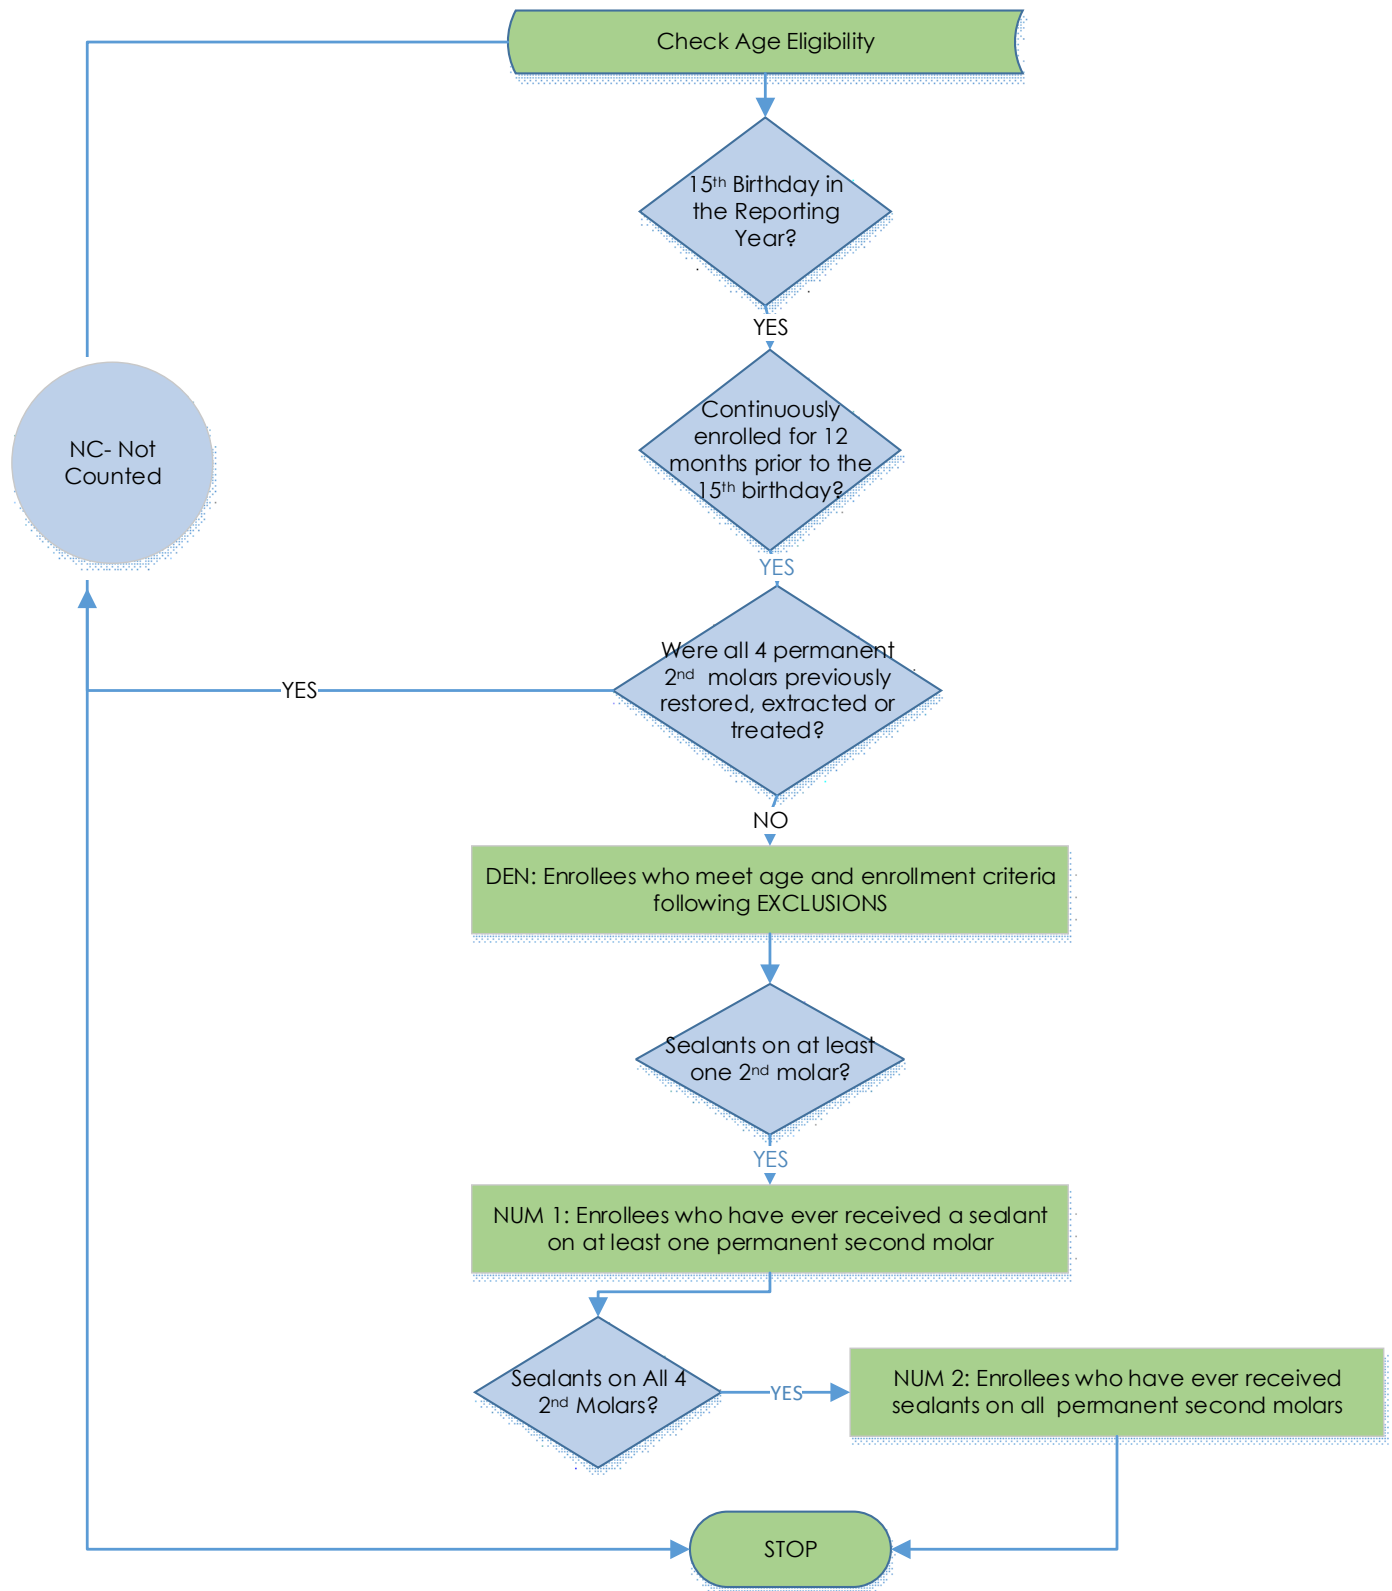 Check Age Eligibility
15th Birthday in
the Reporting
Year?
YES
Continuously
enrolled for 12
months prior to the
15th birthday?
NC- Not
Counted
YES
Were all 4 permanent
2nd molars previously
restored, extracted or
treated?
YES
NO
DEN: Enrollees who meet age and enrollment criteria
following EXCLUSIONS
Sealants on at least
one 2nd molar?
YES
NUM 1: Enrollees who have ever received a sealant
on at least one permanent second molar
Sealants on All 4
2nd Molars?
YES
NUM 2: Enrollees who have ever received
sealants on all permanent second molars
STOP